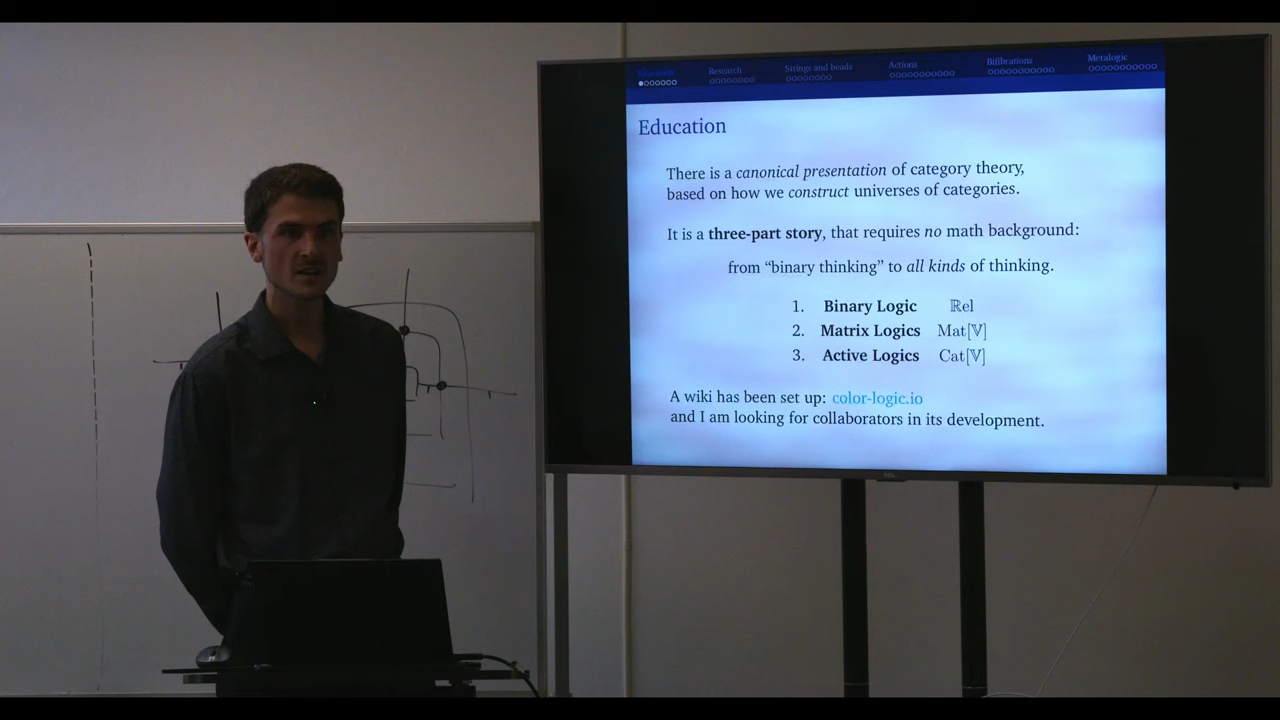 Education
Research
Strings and beads
Actions
Bifibrations
Metalogic
Education
There is a canonical presentation of category theory,
based on how we construct universes of categories.
It is a three-part story, that requires no math background:
from “binary thinking” to all kinds of thinking.
1. Binary Logic ℝel
2. Matrix Logics Mat[𝕍]
3. Active Logics Cat[𝕍]
A wiki has been set up: color-logic.io
and I am looking for collaborators in its development.